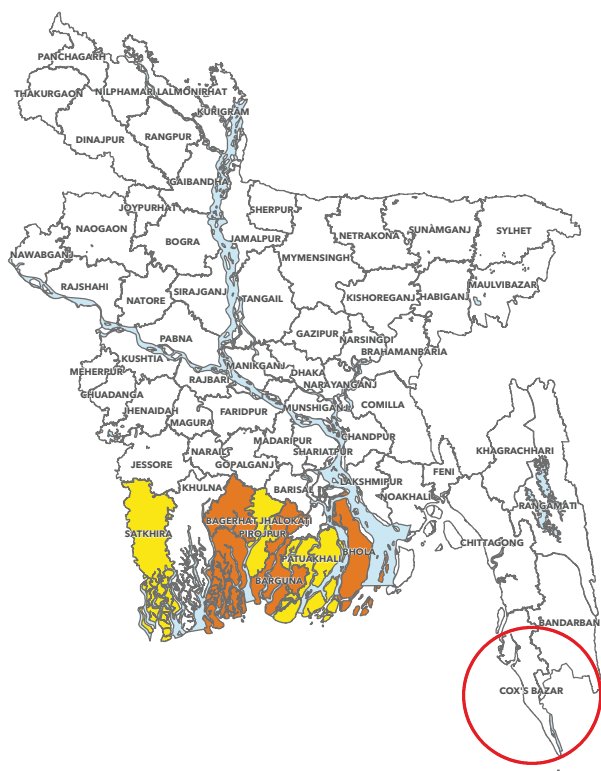 PANCHAGARH
THAKURGAON
NILPHAMARI
LALMONIRHAT
KURIGRAM
DINAJPUR
RANGPUR
GAIBANDHA
JOYPURHAT
SHERPUR
NAOGAON
BOGRA
JAMALPUR
NETRAKONA
SUNAMGANJ
SYLHET
NAWABGANJ
MYMENSINGH
RAJSHAHI
NATORE
SIRAJGANJ
TANGAIL
KISHOREGANJ
HABIGANJ
MAULVIBAZAR
PABNA
GAZIPUR
NARSINGDI
BRAHAMANBARIA
KUSHTIA
MEHERPUR
RAJBARI
MANIKGANJ
DHAKA
NARAYANGANJ
CHUADANGA
JHENAIDAH
MAGURA
FARIDPUR
MUNSHIGANJ
COMILLA
MADARIPUR
CHANDPUR
NARAIL
SHARIATPUR
KHAGRACHHARI
JESSORE
GOPALGANJ
FENI
KHULNA
BARISAL
LAKSHMIPUR
NOAKHALI
RANGAMATI
SATKHIRA
BAGERHAT
JHALOKATI
PIROJPUR
CHITTAGONG
PATUAKHALI
BHOLA
BARGUNA
BANDARBAN
COX'S BAZAR